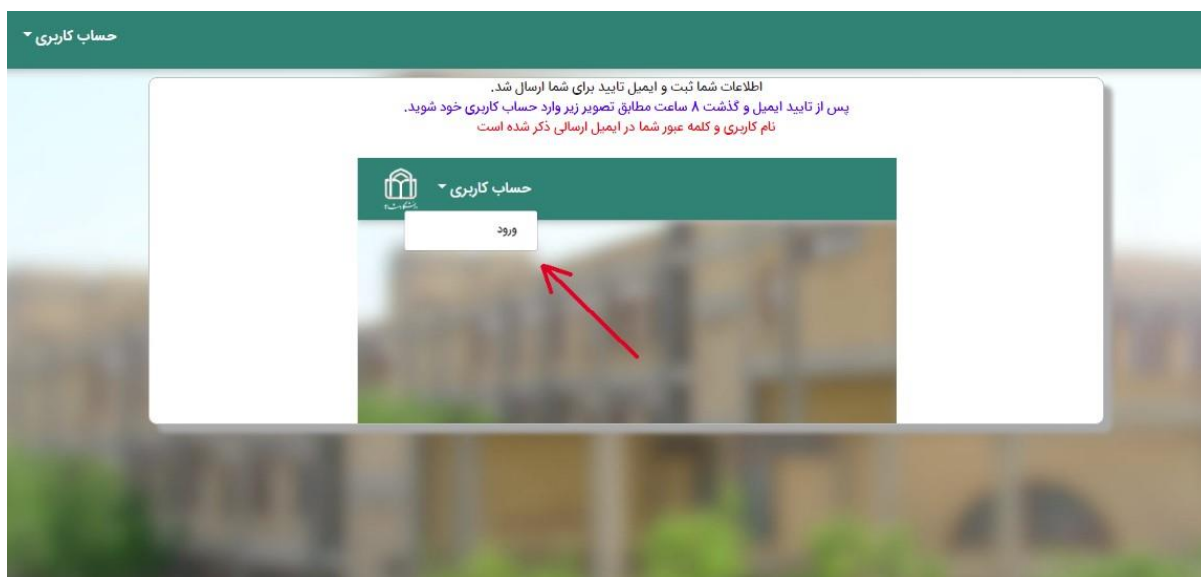 حساب کاربری
اطلاعات شما ثبت و ایمیل تایید برای شما ارسال شد.
پس از تایید ایمیل و گذشت ۸ ساعت مطابق تصویر زیر وارد حساب کاربری خود شوید.
نام کاربری و کلمه عبور شما در ایمیل ارسالی ذکر شده است
حساب کاربری
ورود